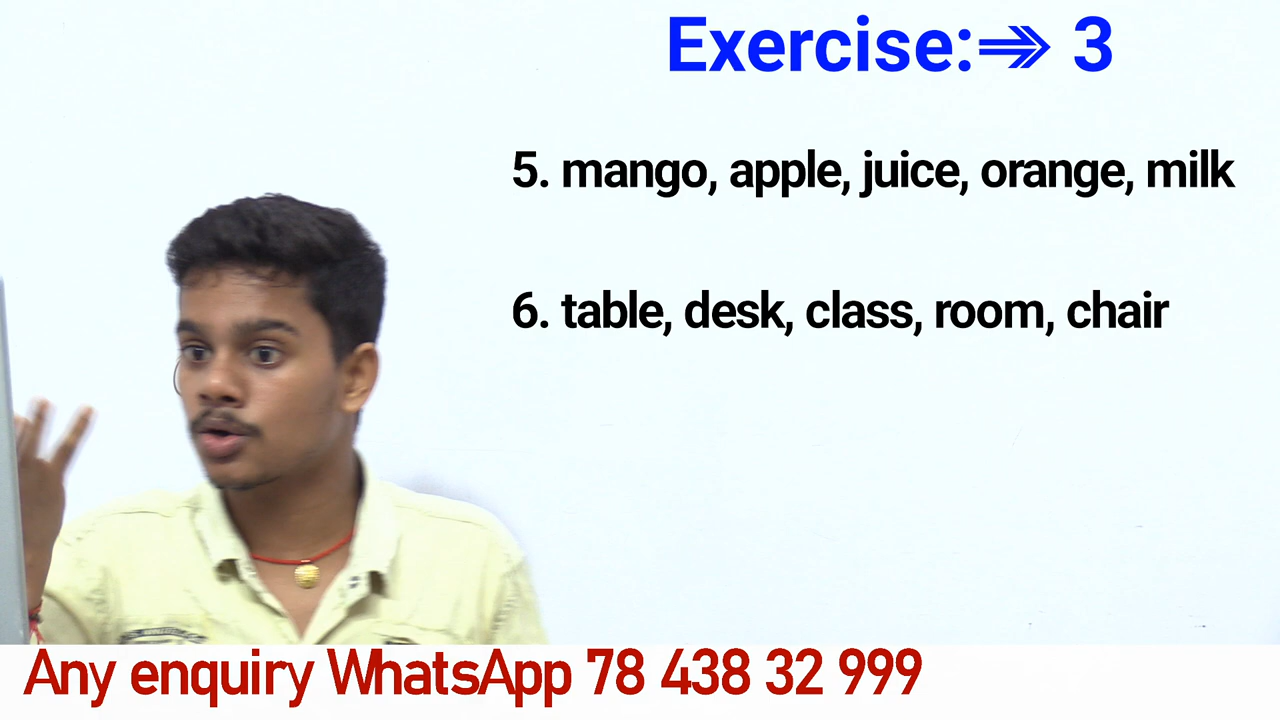 Exercise:⇛ 3
5. mango, apple, juice, orange, milk
6. table, desk, class, room, chair
Any enquiry WhatsApp 78 438 32 999